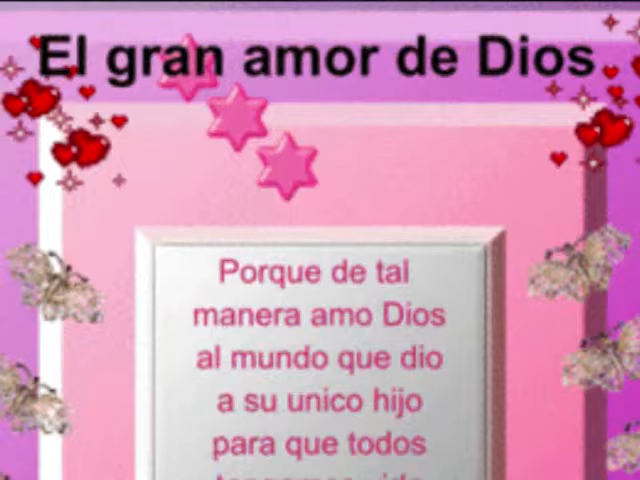 El gran amor de Dios
Porque de tal
manera amo Dios
al mundo que dio
a su unico hijo
para que todos